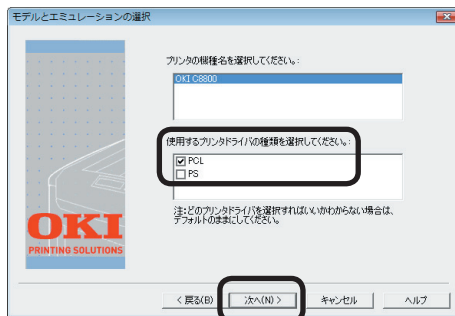 モデルとエミュレーションの選択
プリンタの機種名を選択してください。:
OKI C8800
使用するプリンタドライバの種類を選択してください。:
PCL
PS
注:どのプリンタドライバを選択すればいいかわからない場合は、
デフォルトのままにしてください。
OKI
PRINTING SOLUTIONS
< 戻る(B)
次へ(N) >
キャンセル
ヘルプ